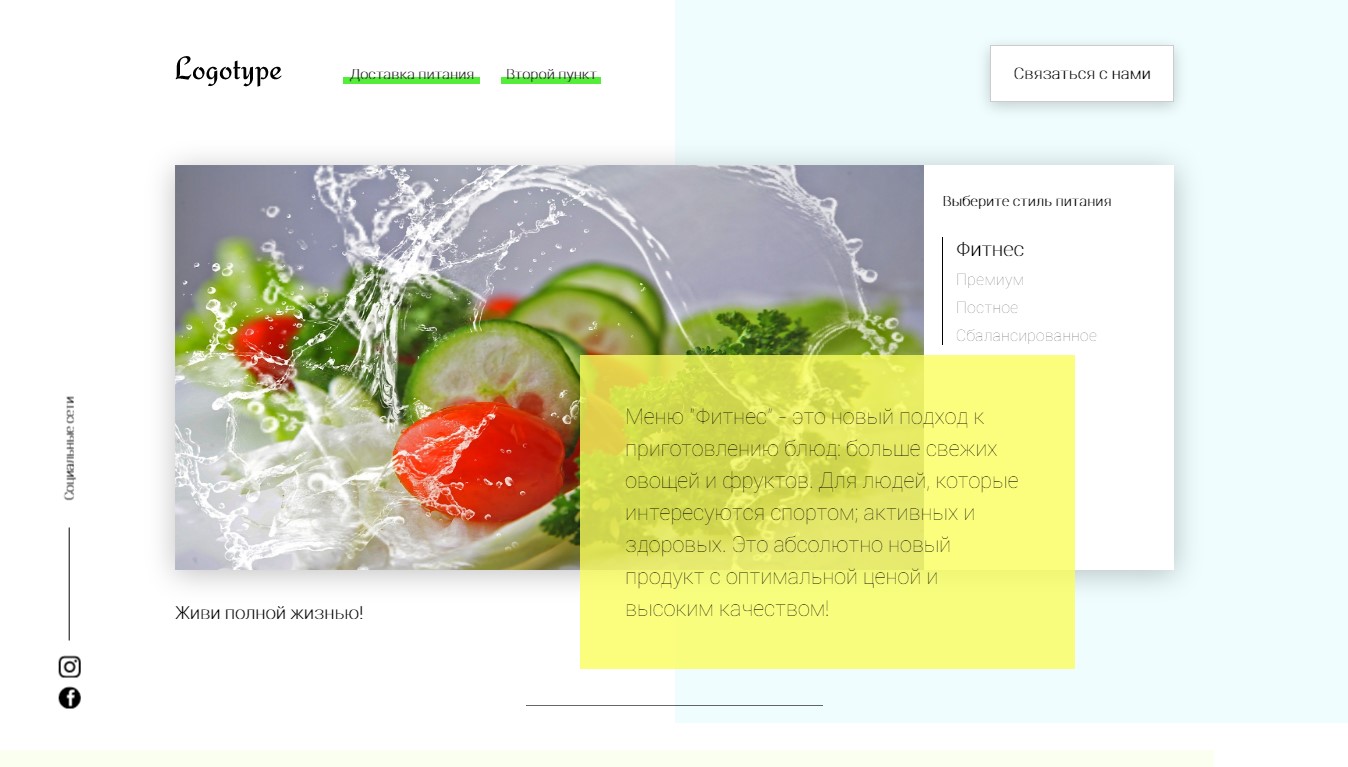 Logotype
Доставка питания
Второй пункт
Связаться с нами
Выберите стиль питания
Фитнес
Премиум
Постное
Сбалансированное
Меню "Фитнес" - это новый подход к
приготовлению блюд: больше свежих
овощей и фруктов. Для людей, которые
интересуются спортом; активных и
здоровых. Это абсолютно новый
продукт с оптимальной ценой и
высоким качеством!
Социальные сети
Живи полной жизнью!